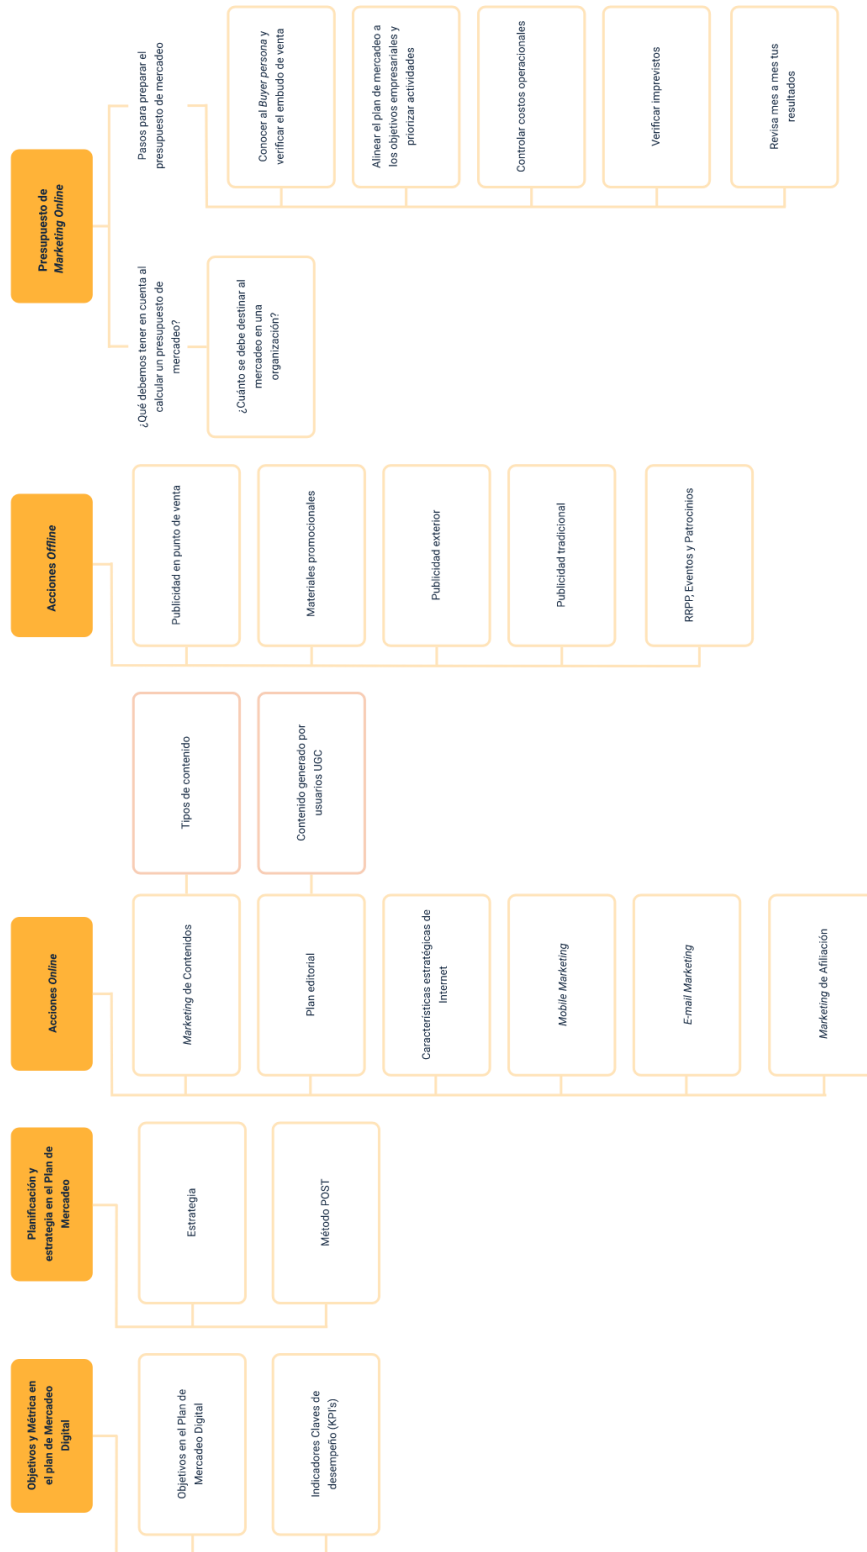 Objetivos y Métrica en
el plan de Mercadeo
Digital
Objetivos en el Plan de
Mercadeo Digital
Indicadores Claves de
desempeño (KPI's)
Planificación y
estrategia en el Plan de
Mercadeo
Estrategia
Método POST
Acciones Online
Marketing de Contenidos
Tipos de contenido
Plan editorial
Contenido generado por
usuarios UGC
Características estratégicas de
Internet
Mobile Marketing
E-mail Marketing
Marketing de Afiliación
Acciones Offline
Publicidad en punto de venta
Materiales promocionales
Publicidad exterior
Publicidad tradicional
RRPP, Eventos y Patrocinios
Presupuesto de
Marketing Online
¿Qué debemos tener en cuenta al
calcular un presupuesto de
mercadeo?
¿Cuánto se debe destinar al
mercadeo en una
organización?
Pasos para preparar el
presupuesto de mercadeo
Conocer al Buyer persona y
verificar el embudo de venta
Alinear el plan de mercadeo a
los objetivos empresariales y
priorizar actividades
Controlar costos operacionales
Verificar imprevistos
Revisa mes a mes tus
resultados